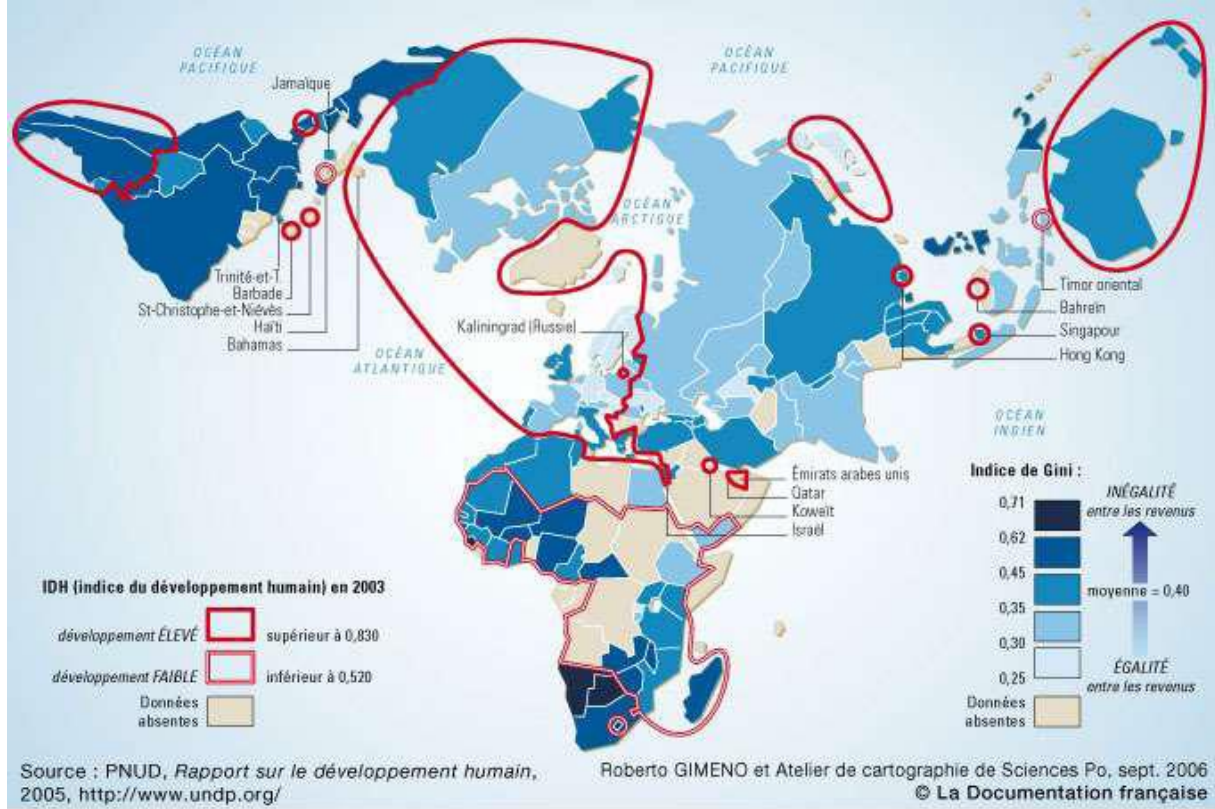 OCÉAN
PACIFIQUE
OCÉAN
PACIFIQUE
Jamaïque
OCÉAN
ARCTIQUE
Trinité-et-T.
Barbade
St-Christophe-et-Niévès
Haïti
Bahamas
Kaliningrad (Russie)
OCÉAN
ATLANTIQUE
Timor oriental
Bahreïn
Singapour
Hong Kong
OCÉAN
INDIEN
Émirats arabes unis
Qatar
Koweït
Israël
Indice de Gini :
0,71
0,62
0,45
0,35
0,30
0,25
INÉGALITÉ
entre les revenus
moyenne = 0,40
ÉGALITÉ
entre les revenus
Données
absentes
IDH (indice du développement humain) en 2003
développement ÉLEVÉ supérieur à 0,830
développement FAIBLE inférieur à 0,520
Données
absentes
Source : PNUD, Rapport sur le développement humain,
2005, http://www.undp.org/
Roberto GIMENO et Atelier de cartographie de Sciences Po, sept. 2006
© La Documentation française